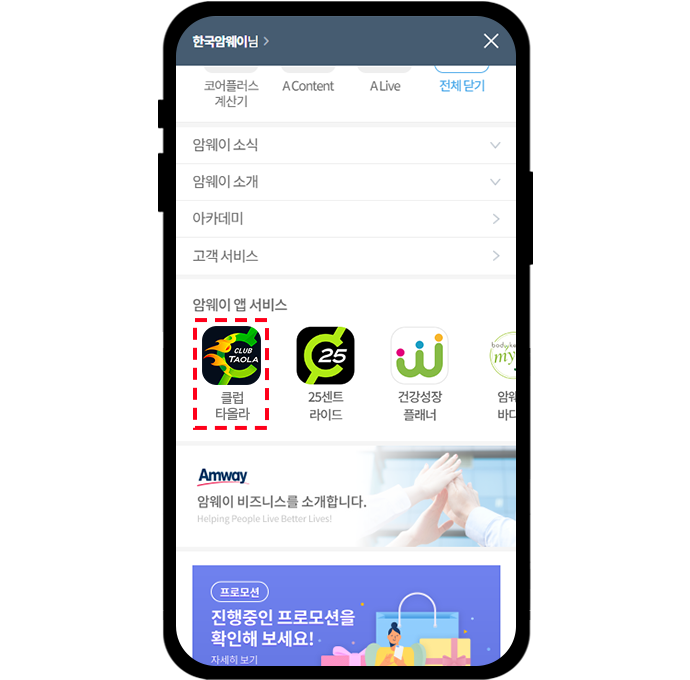 한국암웨이님
코어플러스
계산기
A Content
A Live
전체 닫기
암웨이 소식
암웨이 소개
아카데미
고객 서비스
암웨이 앱 서비스
CLUB
TAOLA
25
클럽
타올라
25센트
라이드
건강성장
플래너
암웨
바디
Amway
암웨이 비즈니스를 소개합니다.
Helping People Live Better Lives!
프로모션
진행중인 프로모션을
확인해 보세요!
자세히 보기